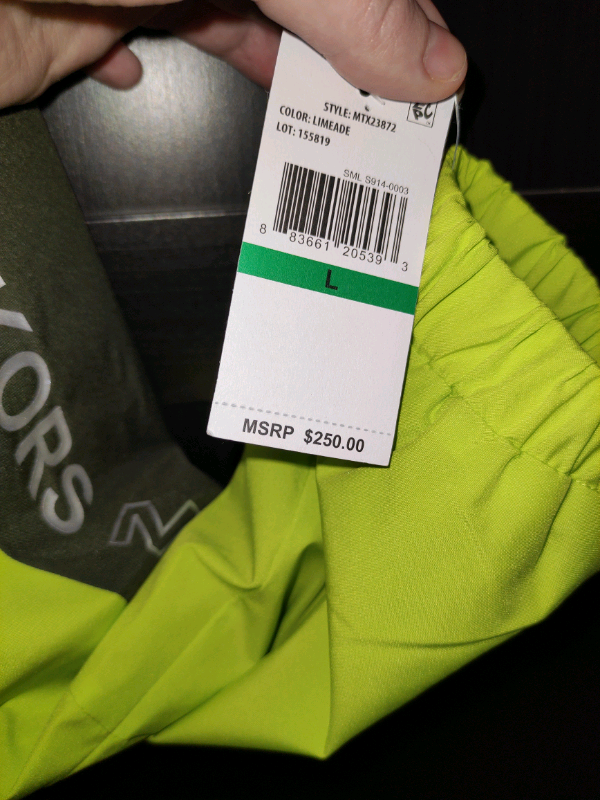 STYLE: MTX23872
COLOR: LIMEADE
LOT: 155819
SML S914-0003
8 83661 20539 3
L
MSRP $250.00